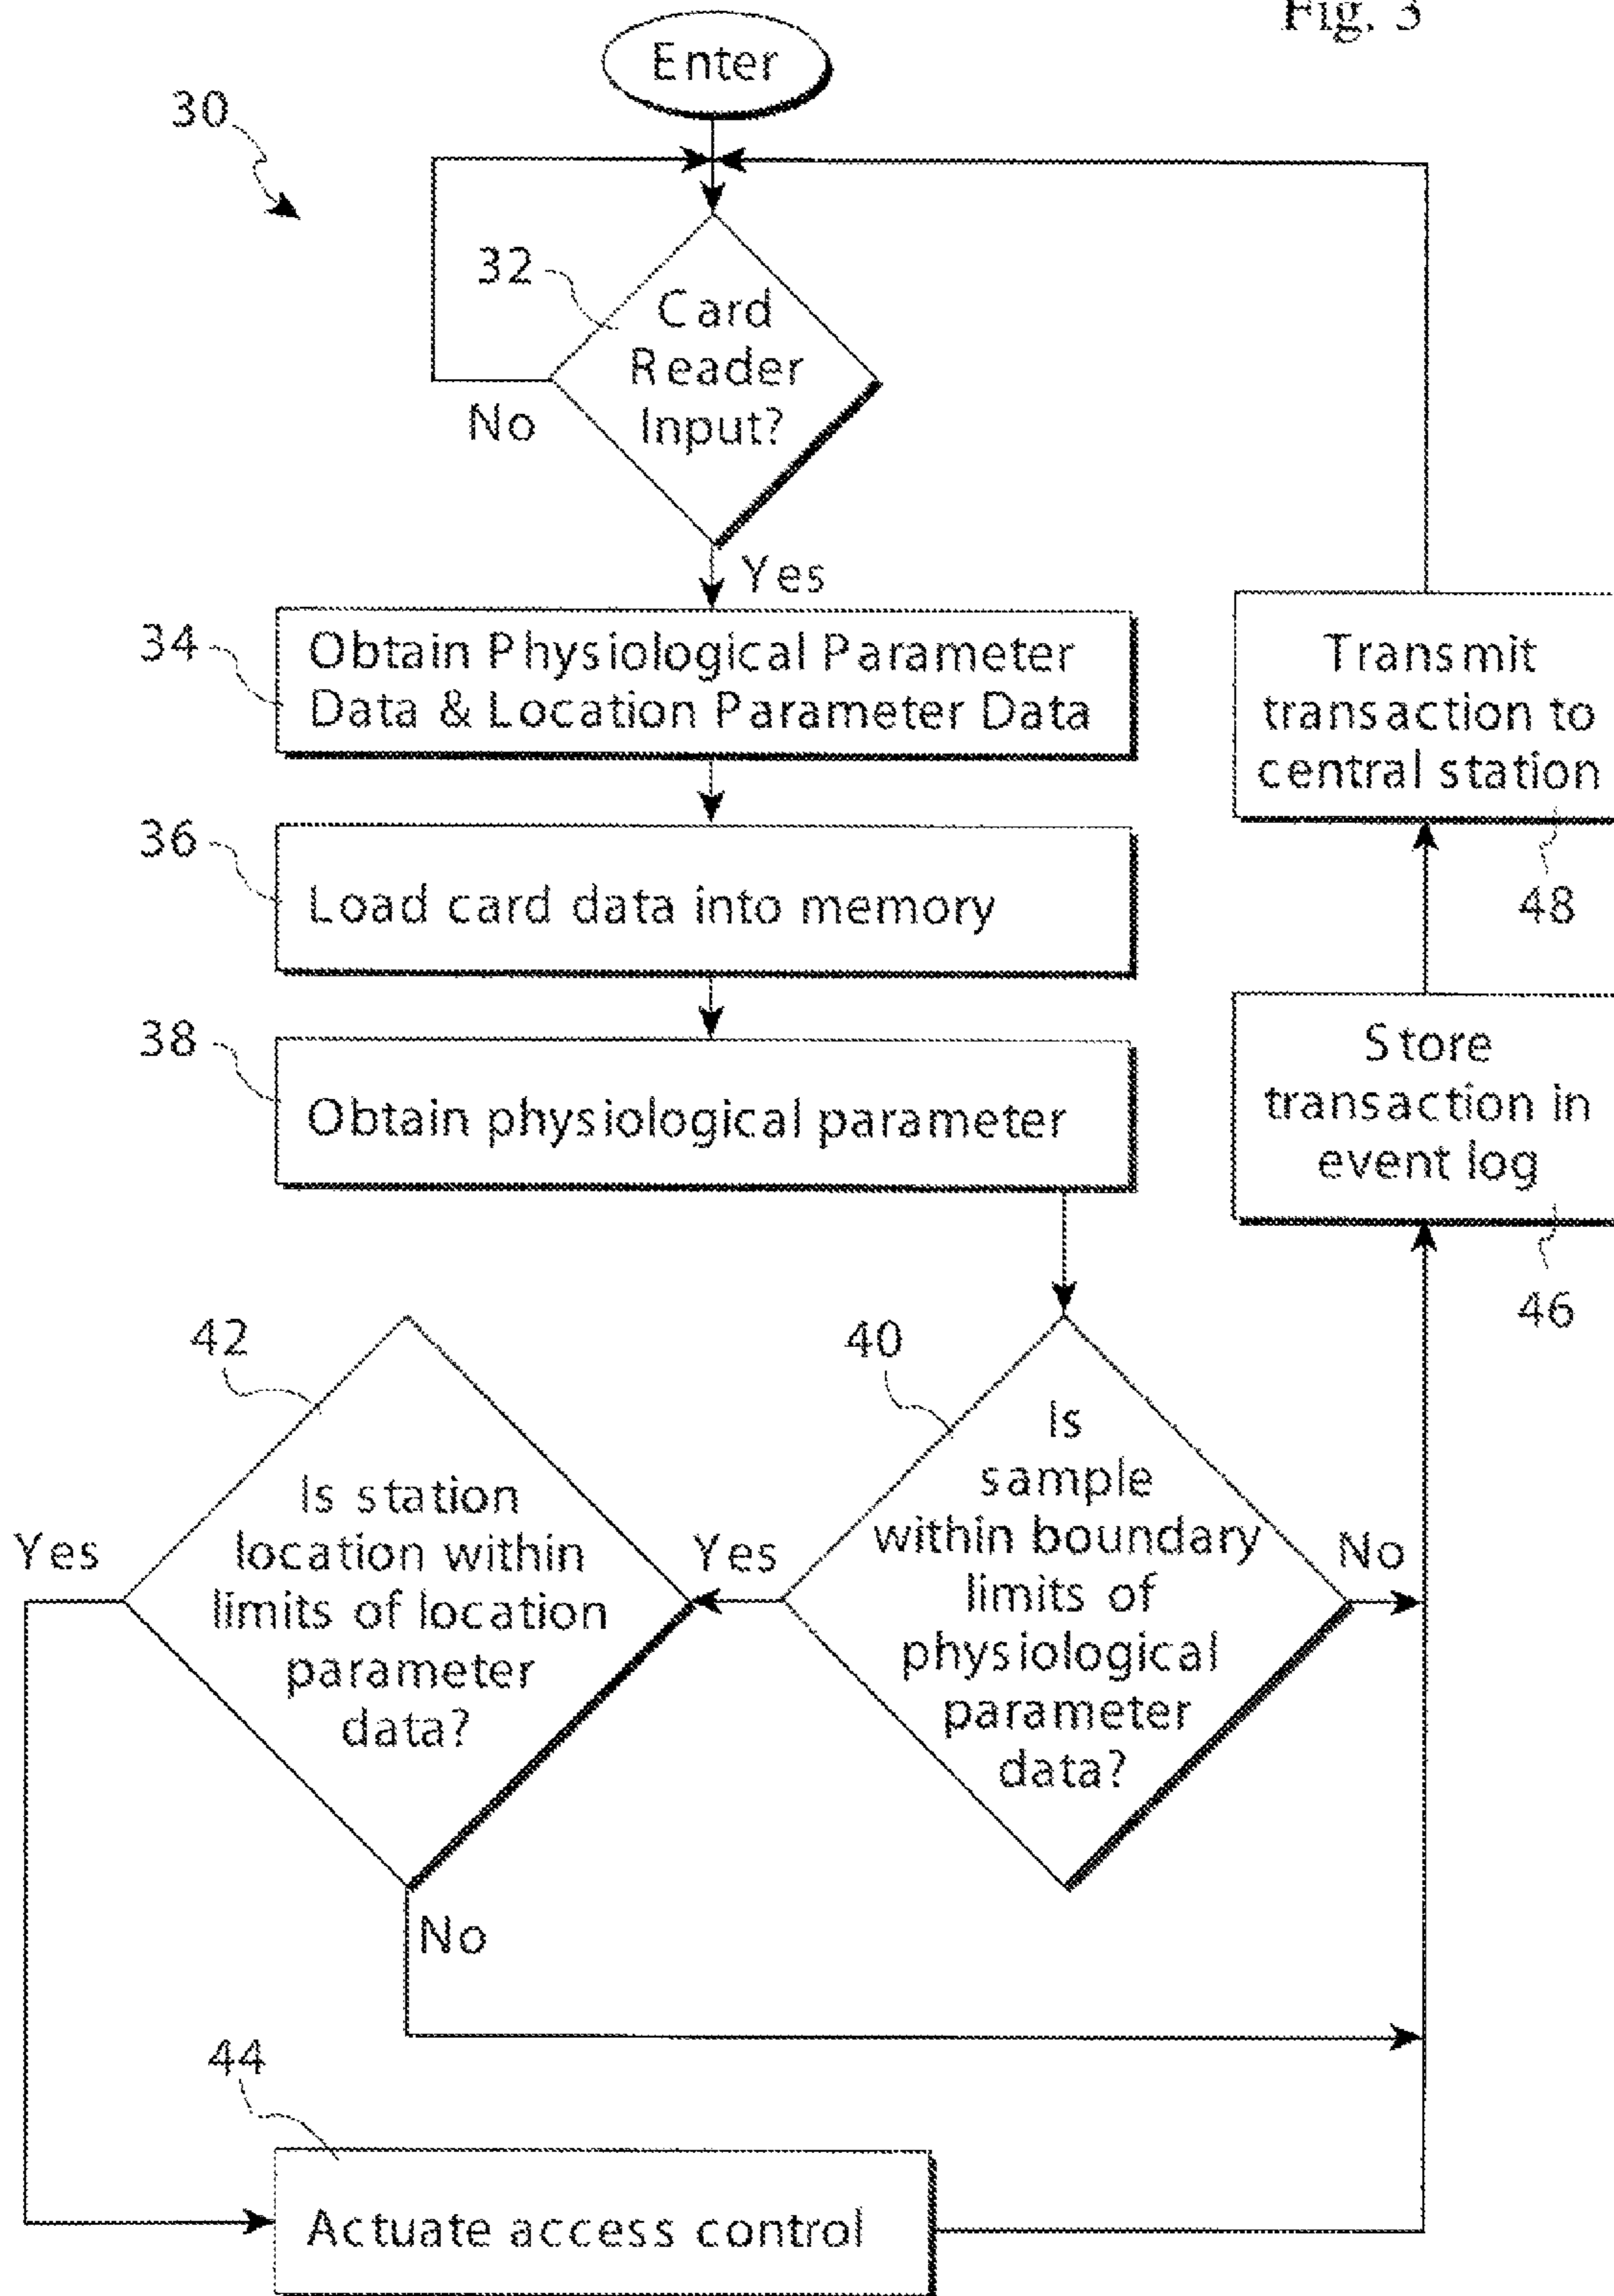 Fig. 3
Enter
30
32
Card
Reader
Input?
No
Yes
34
Obtain Physiological Parameter
Data & Location Parameter Data
36
Load card data into memory
38
Obtain physiological parameter
Transmit
transaction to
central station
48
Store
transaction in
event log
46
42
Is station
location within
limits of location
parameter
data?
Yes
No
40
Is
sample
within boundary
limits of
physiological
parameter
data?
Yes
No
44
Actuate access control